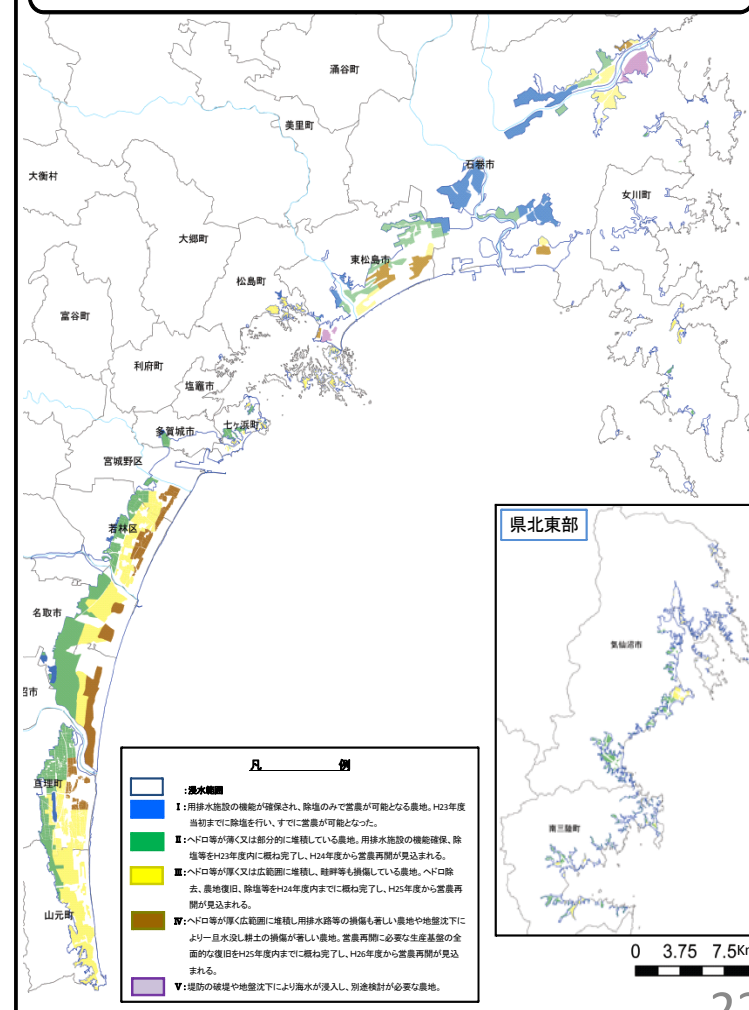 涌谷町
美里町
石巻市
大衡村
女川町
大郷町
東松島市
松島町
富谷町
利府町
塩竈市
七ヶ浜町
多賀城市
宮城野区
県北東部
若林区
名取市
気仙沼市
沼市
亘理町
南三陸町
山元町
凡 例
:浸水範囲
Ⅰ:用排水施設の機能が確保され、除塩のみで営農が可能となる農地。H23年度
当初までに除塩を行い、すでに営農が可能となった。
Ⅱ:ヘドロ等が薄く又は部分的に堆積している農地。用排水施設の機能確保、除
塩等をH23年度内に概ね完了し、H24年度から営農再開が見込まれる。
Ⅲ:ヘドロ等が厚く又は広範囲に堆積し、畦畔等も損傷している農地。ヘドロ除
去、農地復旧、除塩等をH24年度内までに概ね完了し、H25年度から営農再
開が見込まれる。
Ⅳ:ヘドロ等が厚く広範囲に堆積し用排水路等の損傷も著しい農地や地盤沈下に
より一旦水没し耕土の損傷が著しい農地。営農再開に必要な生産基盤の全
面的な復旧をH25年度内までに概ね完了し、H26年度から営農再開が見込
まれる。
Ⅴ:堤防の破堤や地盤沈下により海水が浸入し、別途検討が必要な農地。
0 3.75 7.5Km